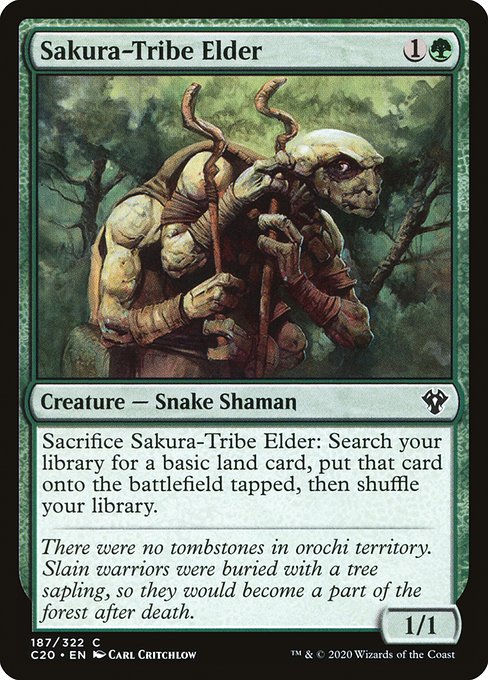 Sakura-Tribe Elder 1
Creature — Snake Shaman
Sacrifice Sakura-Tribe Elder: Search your
library for a basic land card, put that card
onto the battlefield tapped, then shuffle
your library.
There were no tombstones in orochi territory.
Slain warriors were buried with a tree
sapling, so they would become a part of the
forest after death.
1/1
187/322 C
C20 • EN Carl Critchlow
™ & © 2020 Wizards of the Coast